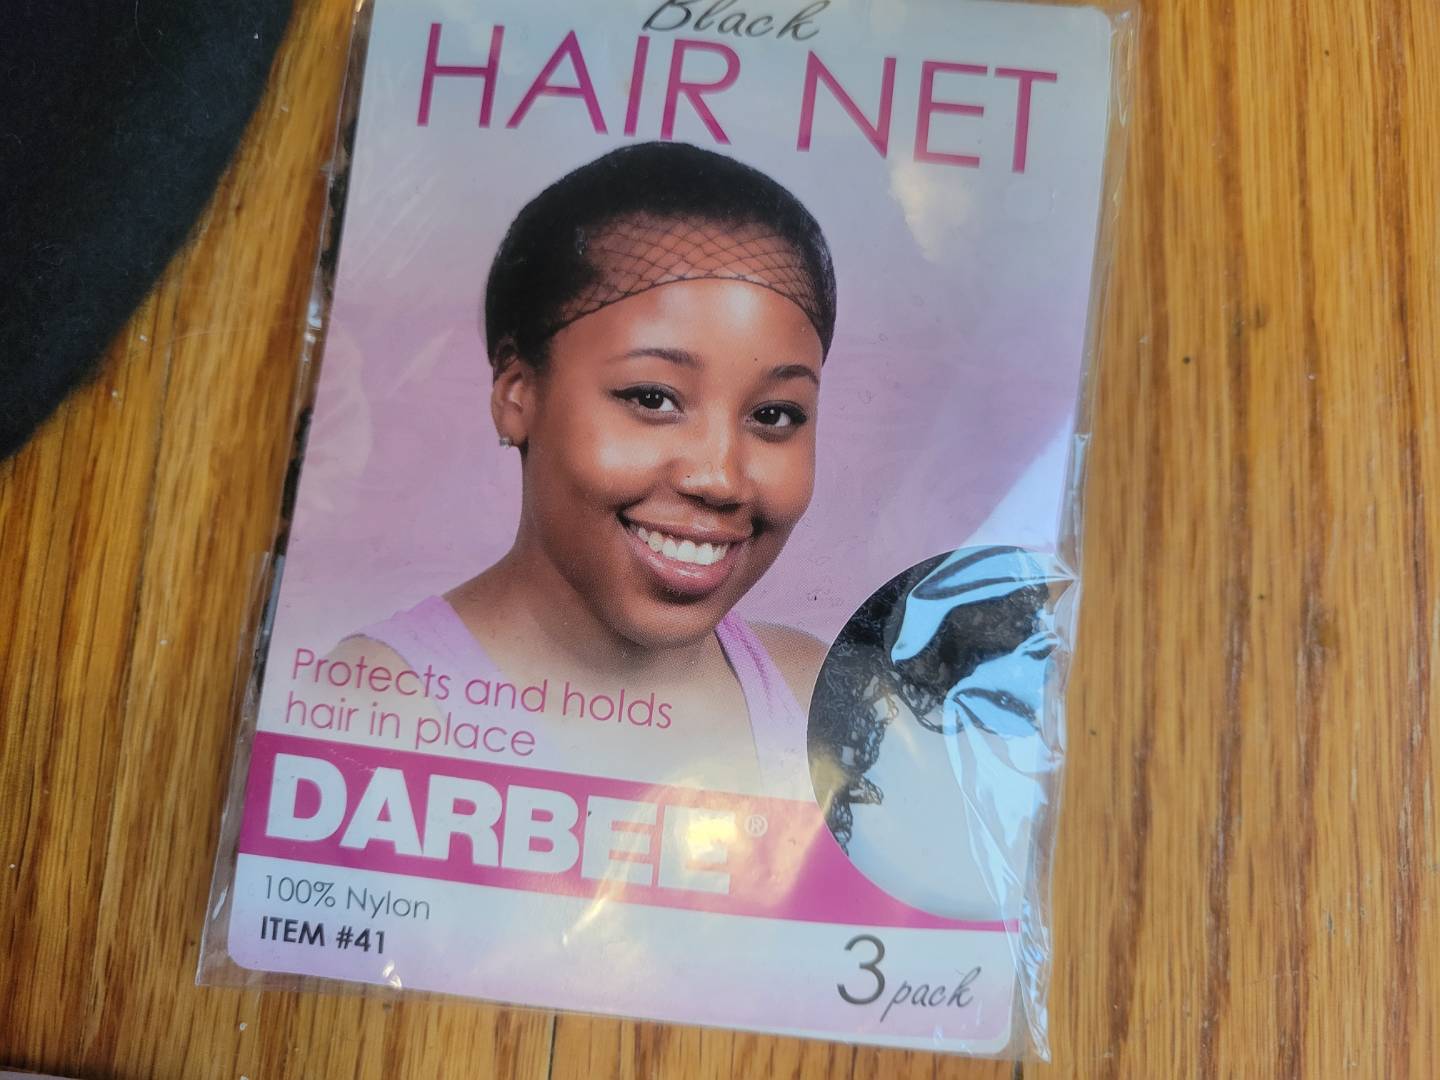 Black
HAIR NET
Protects and holds
hair in place
DARBEE®
100% Nylon
ITEM #41
3 pack